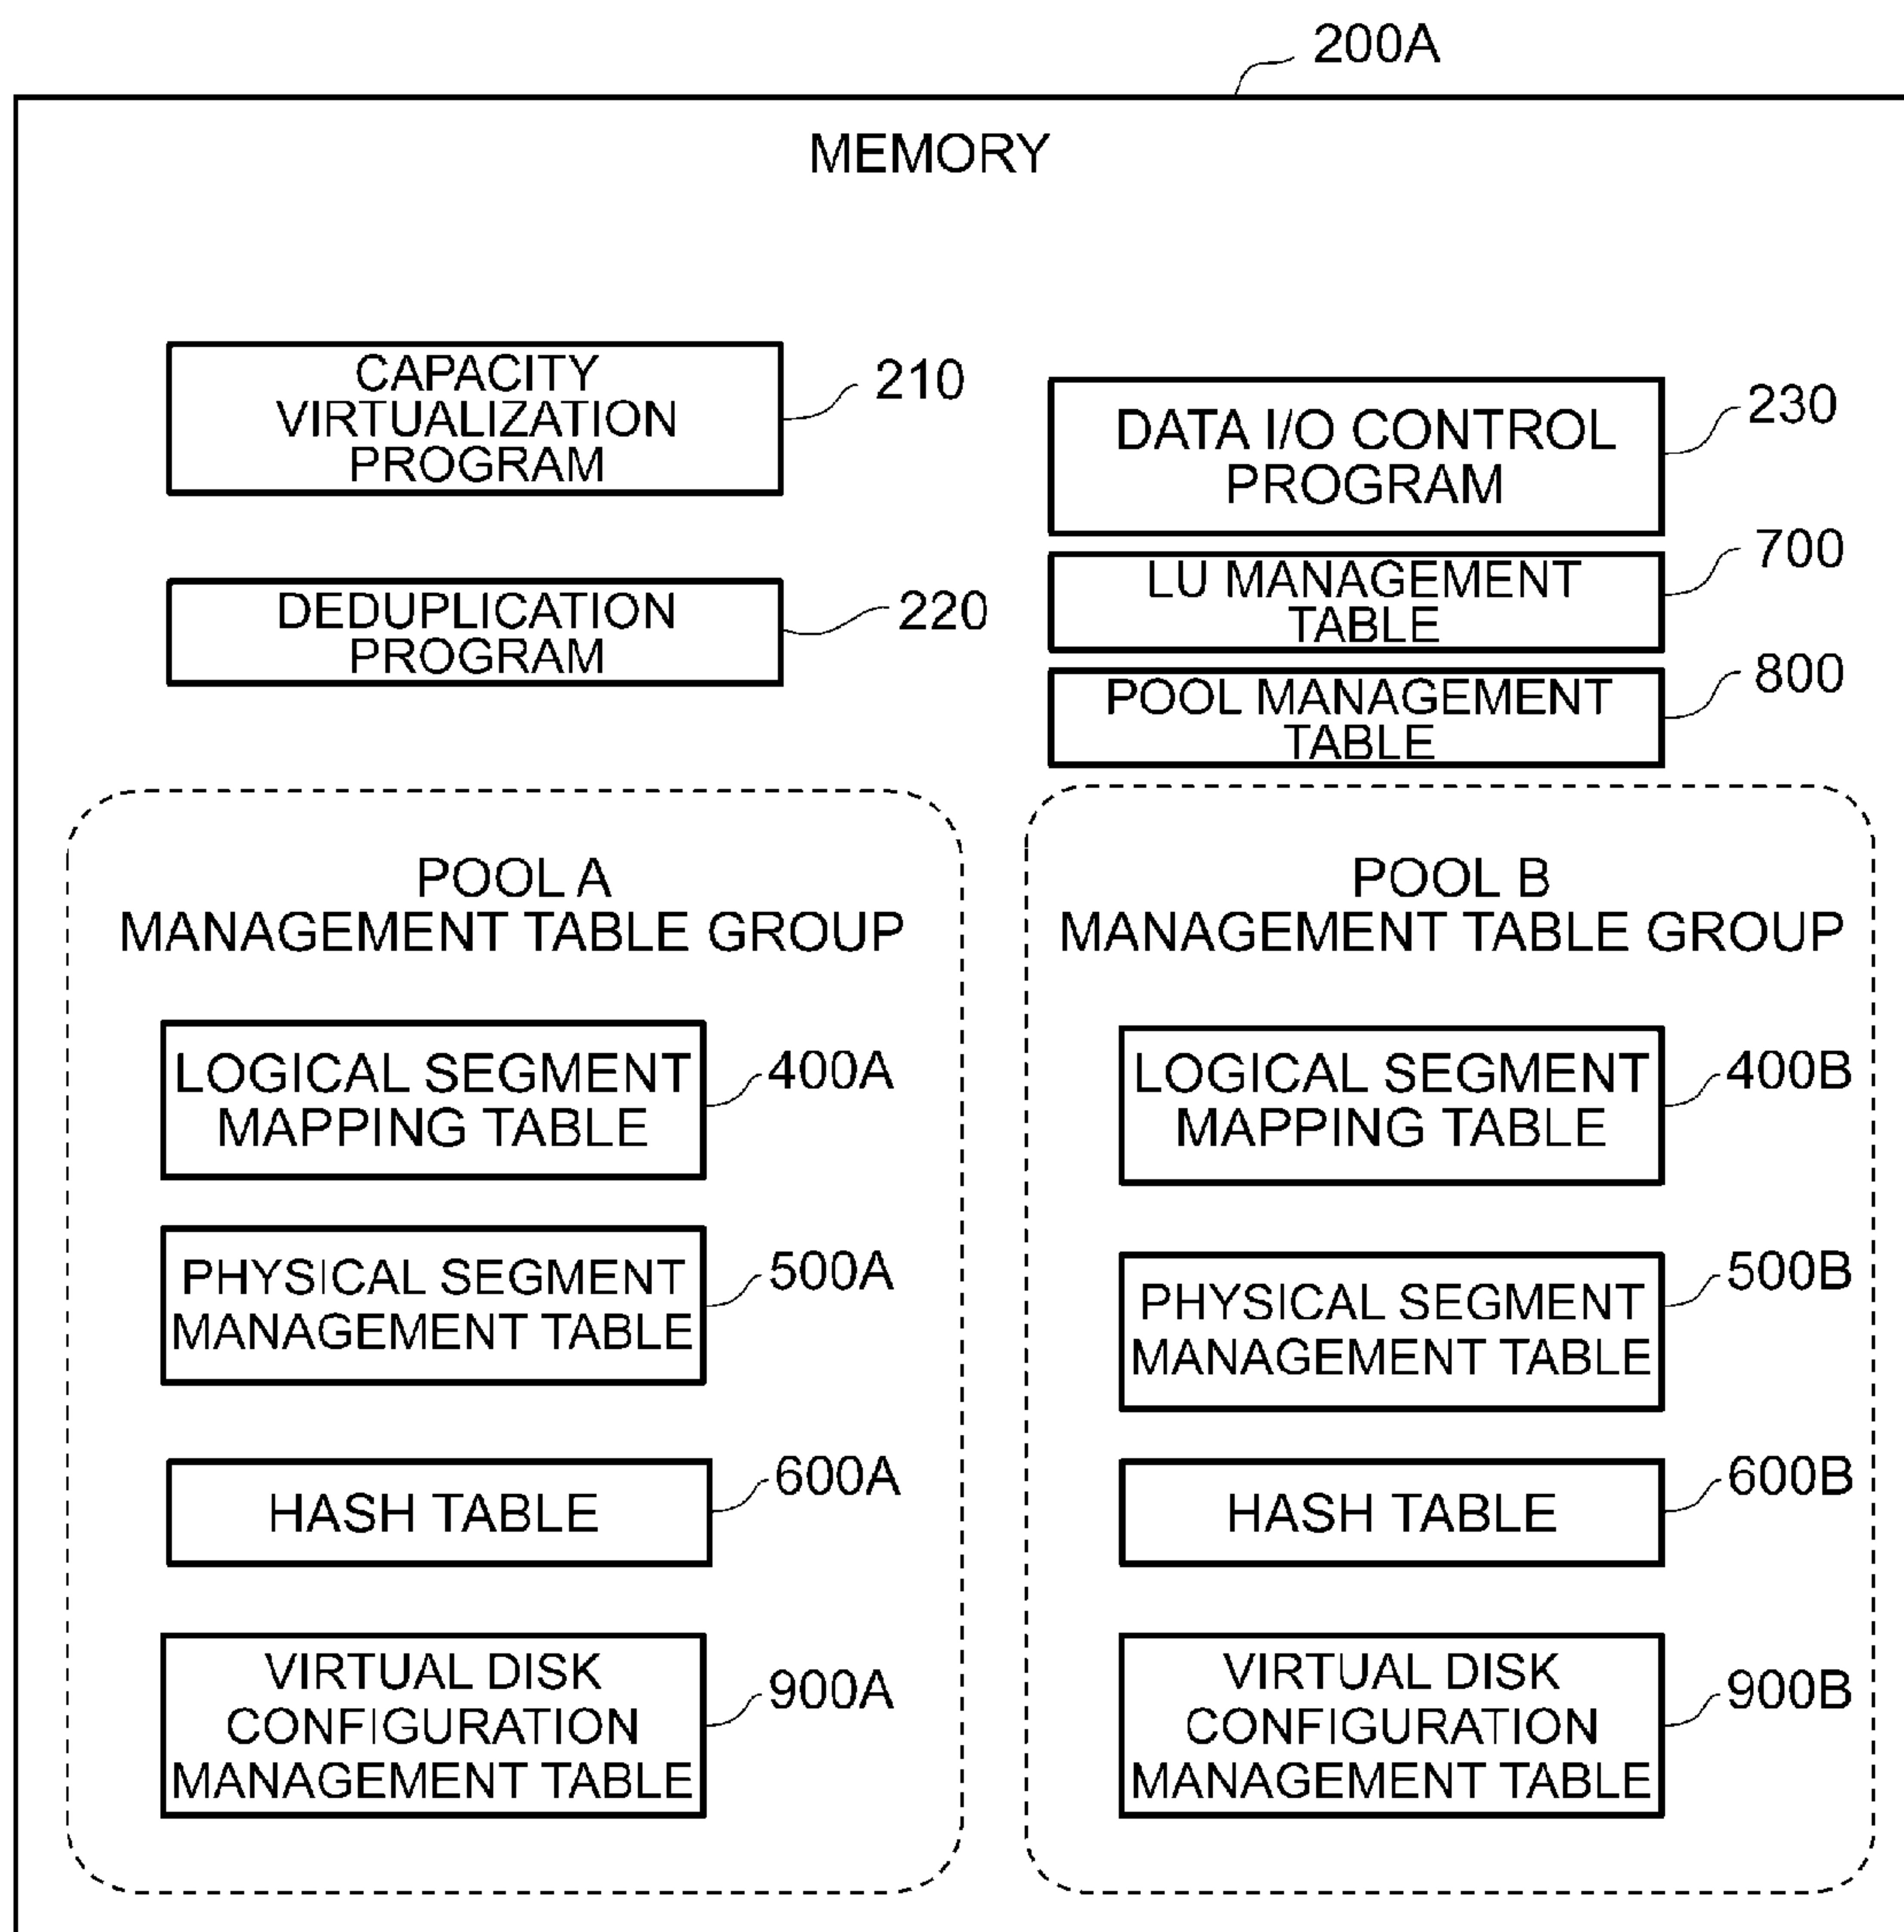 200A
MEMORY
CAPACITY
VIRTUALIZATION
PROGRAM
210
DATA I/O CONTROL
PROGRAM
230
DEDUPLICATION
PROGRAM
220
LU MANAGEMENT
TABLE
700
POOL MANAGEMENT
TABLE
800
POOL A
MANAGEMENT TABLE GROUP
LOGICAL SEGMENT
MAPPING TABLE
400A
PHYSICAL SEGMENT
MANAGEMENT TABLE
500A
HASH TABLE
600A
VIRTUAL DISK
CONFIGURATION
MANAGEMENT TABLE
900A
POOL B
MANAGEMENT TABLE GROUP
LOGICAL SEGMENT
MAPPING TABLE
400B
PHYSICAL SEGMENT
MANAGEMENT TABLE
500B
HASH TABLE
600B
VIRTUAL DISK
CONFIGURATION
MANAGEMENT TABLE
900B